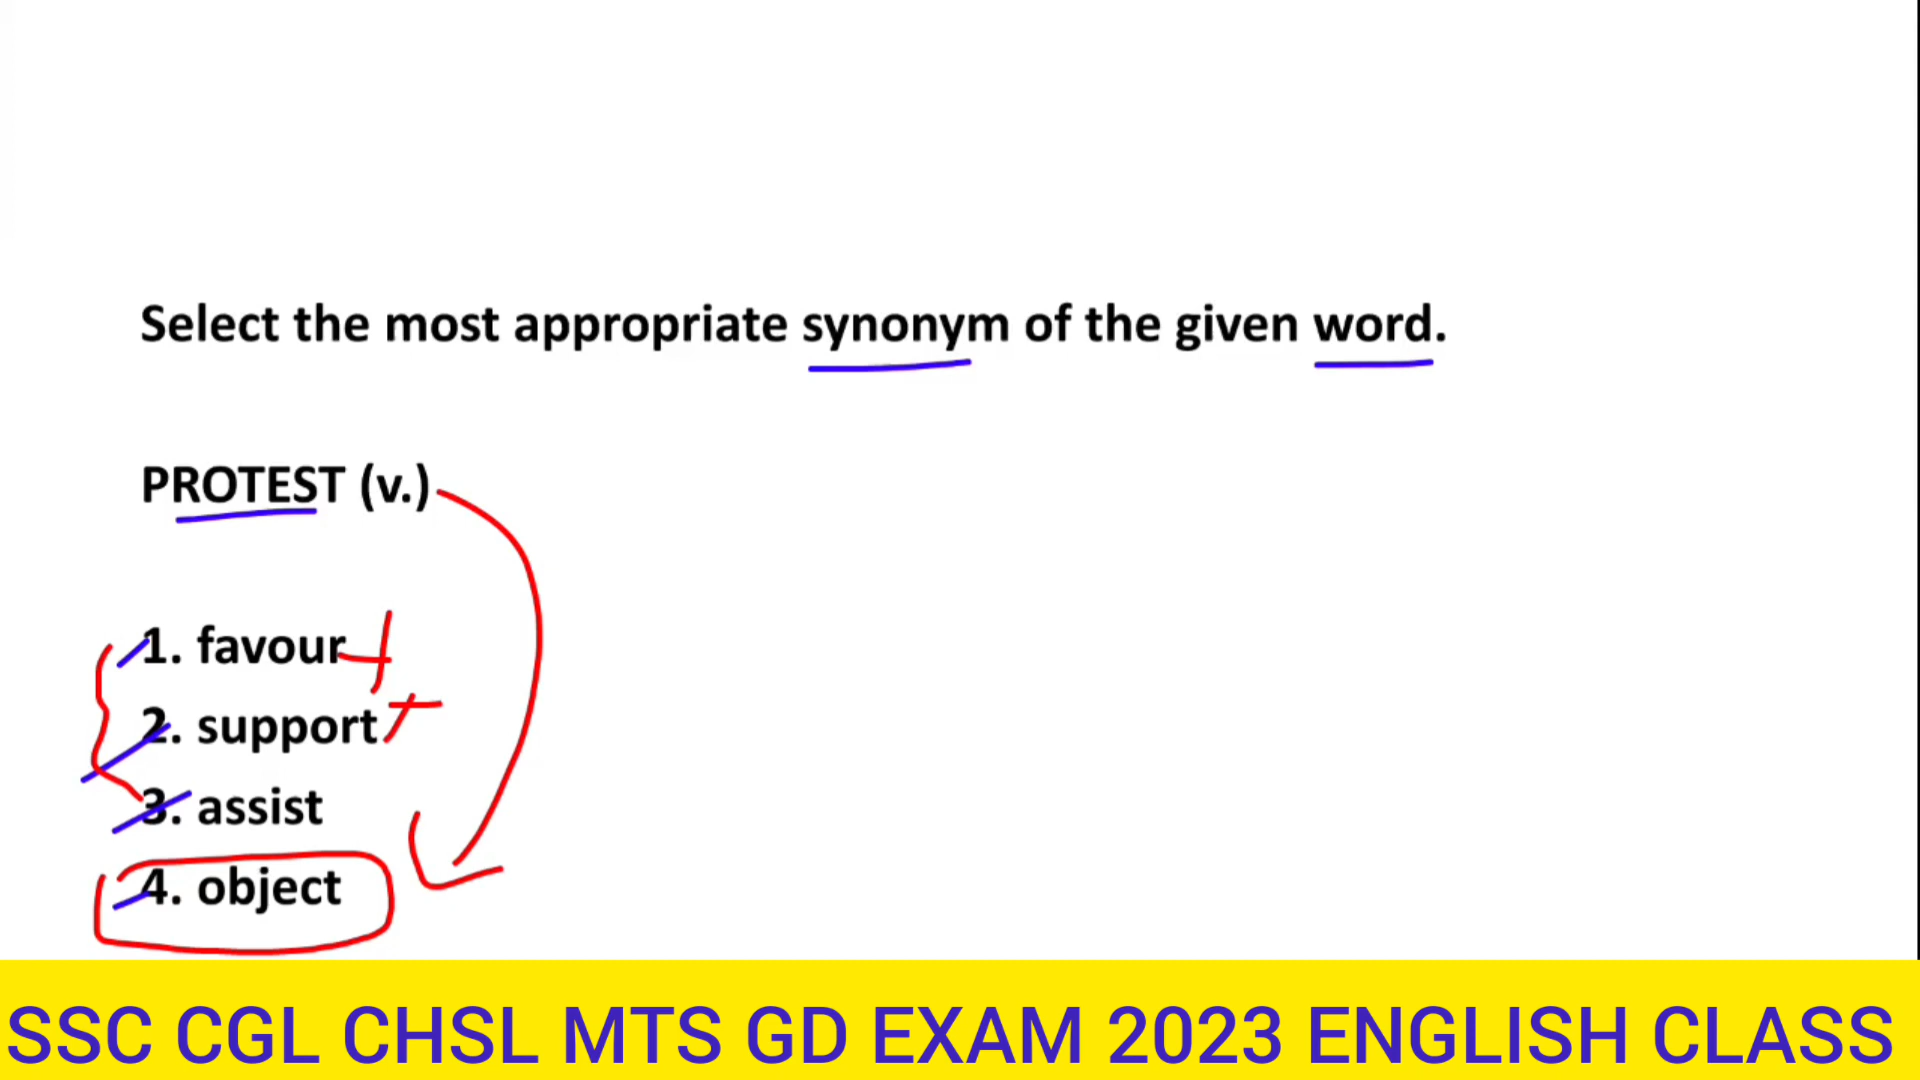 Select the most appropriate synonym of the given word.
PROTEST (v.)
1. favour
2. support
3. assist
4. object
SSC CGL CHSL MTS GD EXAM 2023 ENGLISH CLASS